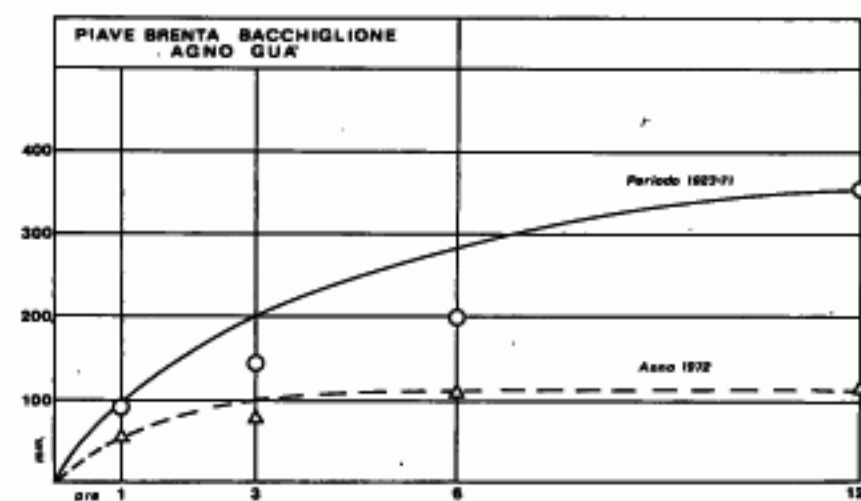 PIAVE BRENTA BACCHIGLIONE
AGNO GUA'
400
Periodo 1923-71
300
200
Anno 1972
100
mm.
ore 1 3 6 12